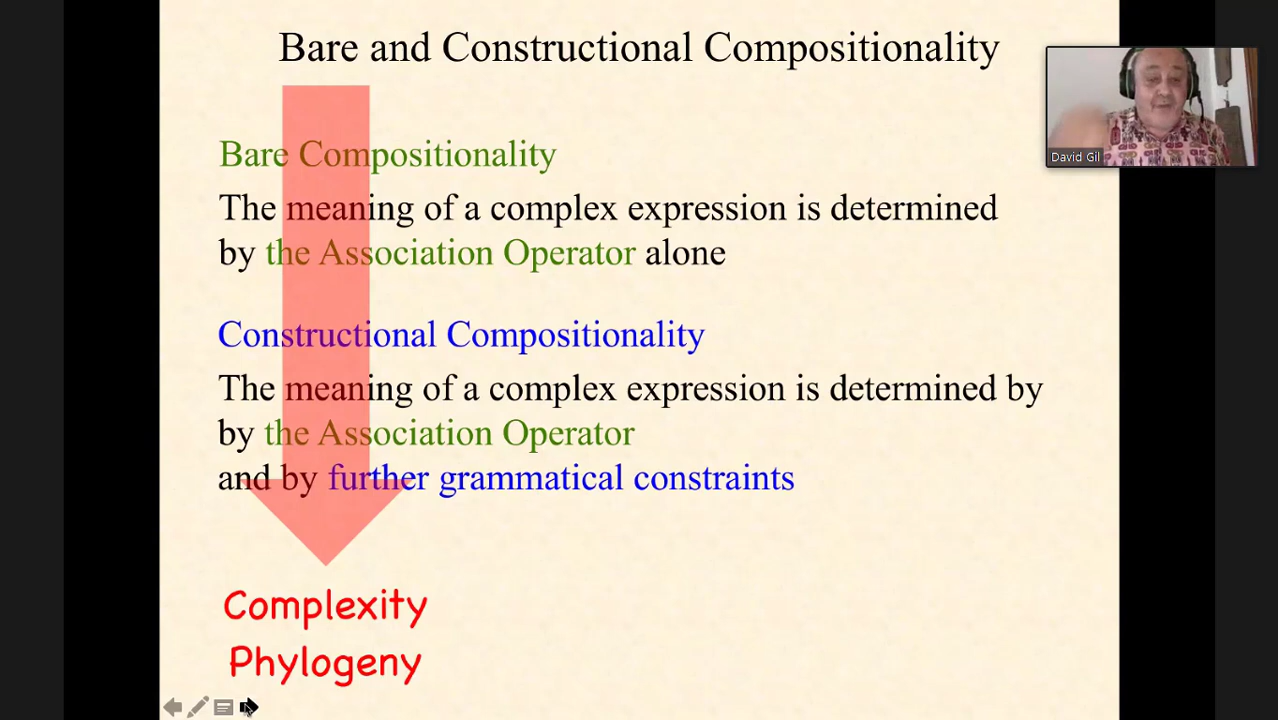 Bare and Constructional Compositionality
David Gil
Bare Compositionality
The meaning of a complex expression is determined
by the Association Operator alone
Constructional Compositionality
The meaning of a complex expression is determined by
by the Association Operator
and by further grammatical constraints
Complexity
Phylogeny